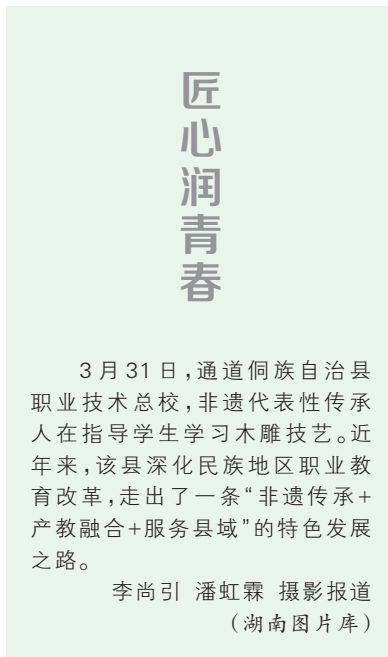 匠心润青春
3月31日，通道侗族自治县
职业技术总校，非遗代表性传承
人在指导学生学习木雕技艺。近
年来，该县深化民族地区职业教
育改革，走出了一条“非遗传承+
产教融合+服务县域”的特色发展
之路。
李尚引 潘虹霖 摄影报道
（湖南图片库）